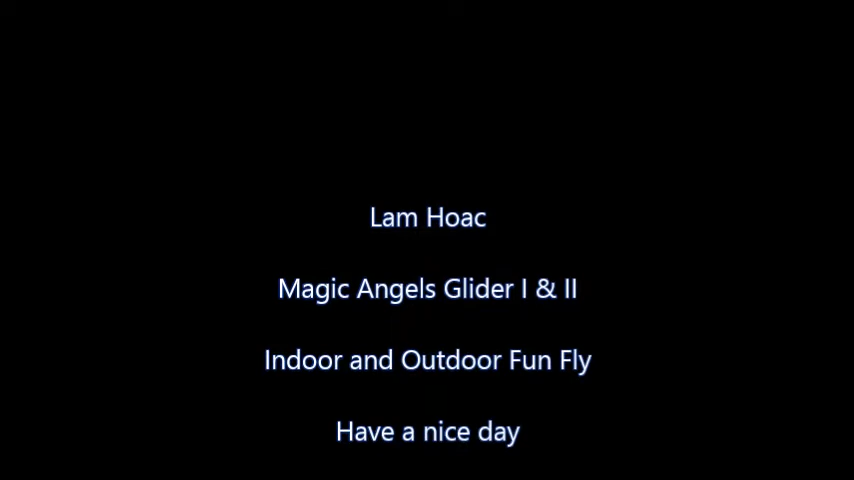 Lam Hoac
Magic Angels Glider I & II
Indoor and Outdoor Fun Fly
Have a nice day